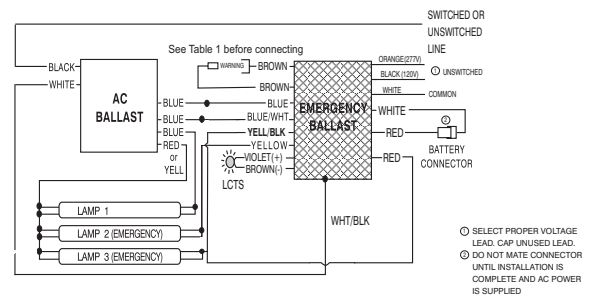 SWITCHED OR
UNSWITCHED
LINE
See Table 1 before connecting
BLACK
WHITE
AC
BALLAST
BLUE
BLUE
BLUE
RED
or
YELL
WARNING
BROWN
BROWN
BLUE
BLUE/WHT
YELL/BLK
YELLOW
VIOLET(+)
BROWN(-)
LCTS
EMERGENCY
BALLAST
ORANGE(277V)
BLACK (120V)
① UNSWITCHED
WHITE
COMMON
WHITE
RED
②
BATTERY
CONNECTOR
RED
WHT/BLK
LAMP 1
LAMP 2 (EMERGENCY)
LAMP 3 (EMERGENCY)
① SELECT PROPER VOLTAGE
LEAD. CAP UNUSED LEAD.
② DO NOT MATE CONNECTOR
UNTIL INSTALLATION IS
COMPLETE AND AC POWER
IS SUPPLIED